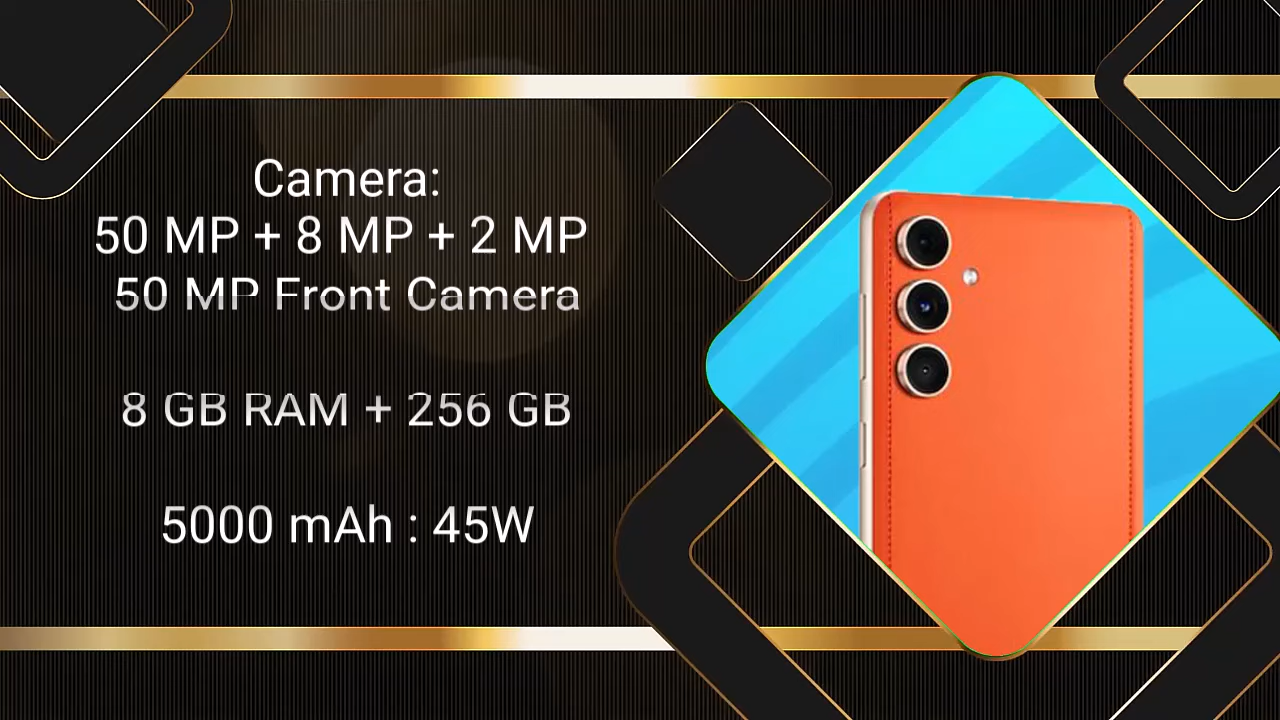 Camera:
50 MP + 8 MP + 2 MP
50 MP Front Camera
8 GB RAM + 256 GB
5000 mAh : 45W